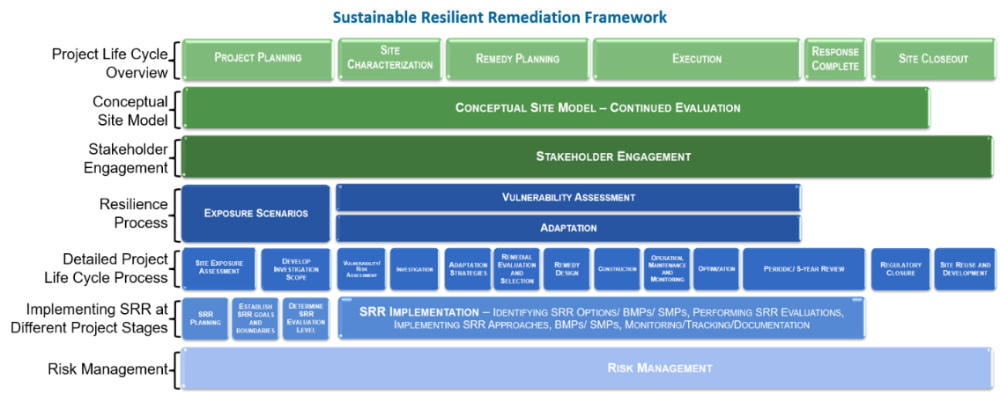 Sustainable Resilient Remediation Framework
Project Life Cycle
Overview
PROJECT PLANNING
SITE
CHARACTERIZATION
REMEDY PLANNING
EXECUTION
RESPONSE
COMPLETE
SITE CLOSEOUT
Conceptual
Site Model
CONCEPTUAL SITE MODEL – CONTINUED EVALUATION
Stakeholder
Engagement
STAKEHOLDER ENGAGEMENT
Resilience
Process
EXPOSURE SCENARIOS
VULNERABILITY ASSESSMENT
ADAPTATION
Detailed Project
Life Cycle Process
SITE EXPOSURE
ASSESSMENT
DEVELOP
INVESTIGATION
SCOPE
VULNERABILITY/
RISK
ASSESSMENT
INVESTIGATION
ADAPTATION
STRATEGIES
REMEDIAL
EVALUATION
AND
SELECTION
REMEDY
DESIGN
CONSTRUCTION
OPERATION,
MAINTENANCE
AND
MONITORING
OPTIMIZATION
PERIODIC/ 5-YEAR REVIEW
REGULATORY
CLOSURE
SITE REUSE AND
DEVELOPMENT
Implementing SRR at
Different Project Stages
SRR
PLANNING
ESTABLISH
SRR GOALS
AND
BOUNDARIES
DETERMINE
SRR
EVALUATION
LEVEL
SRR IMPLEMENTATION – IDENTIFYING SRR OPTIONS/ BMPS/ SMPS, PERFORMING SRR EVALUATIONS,
IMPLEMENTING SRR APPROACHES, BMPS/ SMPS, MONITORING/TRACKING/DOCUMENTATION
Risk Management
RISK MANAGEMENT